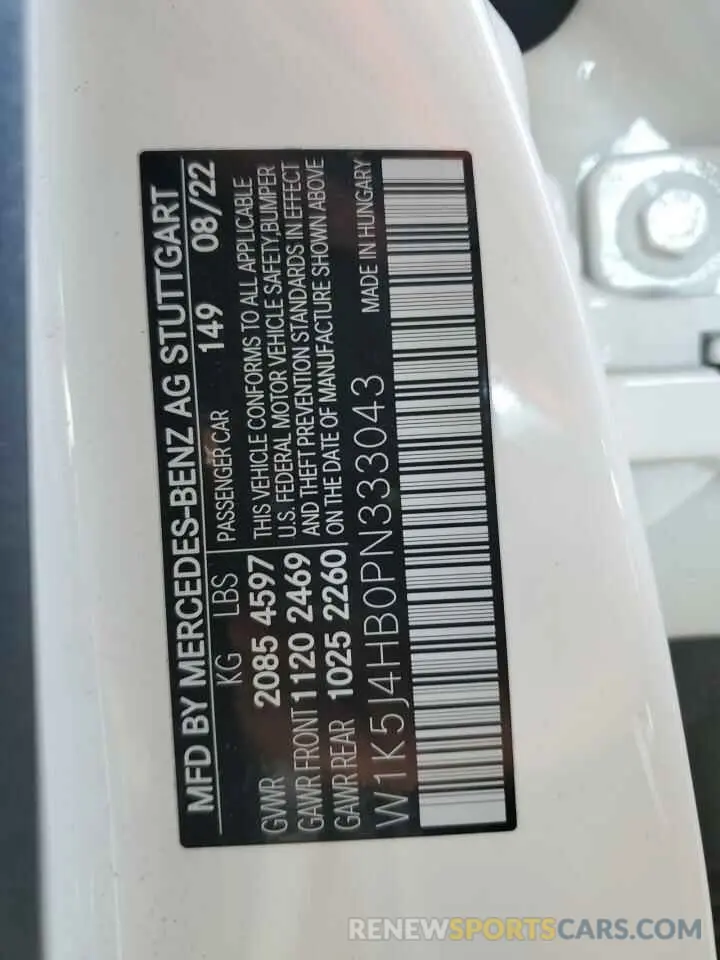 MFD BY MERCEDES-BENZ AG STUTTGART
KG LBS PASSENGER CAR 149 08/22
GVWR 2085 4597 THIS VEHICLE CONFORMS TO ALL APPLICABLE
GAWR FRONT 1120 2469 U.S. FEDERAL MOTOR VEHICLE SAFETY,BUMPER
GAWR REAR 1025 2260 AND THEFT PREVENTION STANDARDS IN EFFECT
ON THE DATE OF MANUFACTURE SHOWN ABOVE
W1K5J4HB0PN333043 MADE IN HUNGARY
RENEWSPORTSCARS.COM